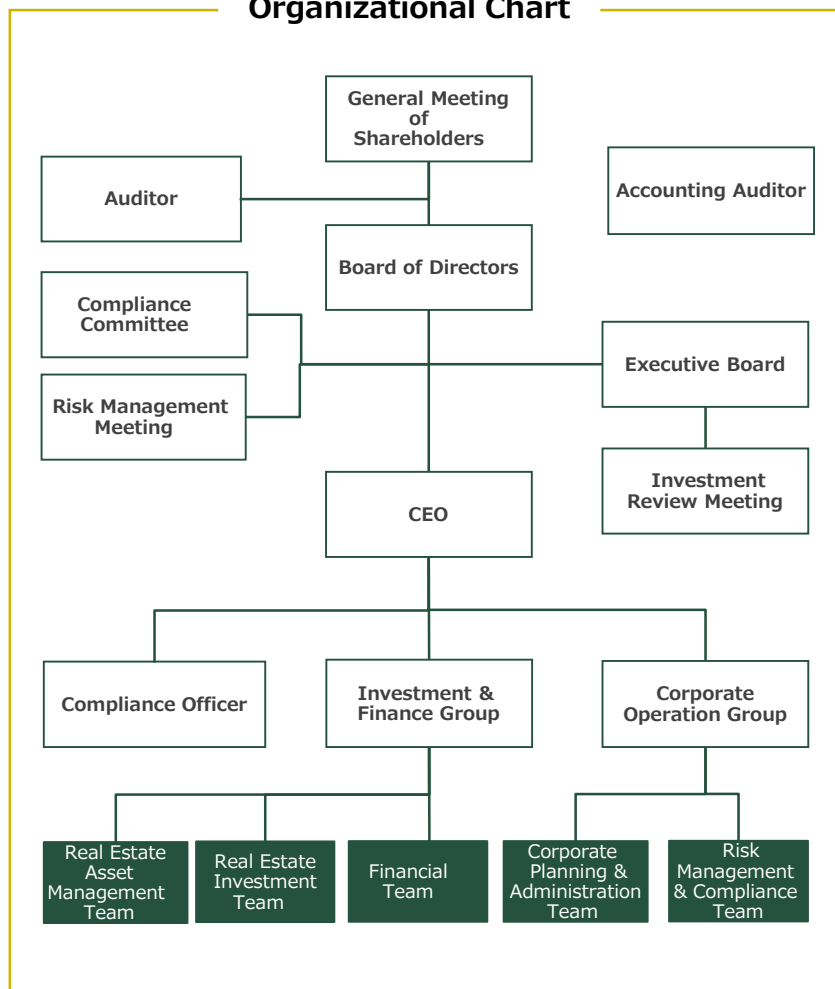 Organizational Chart
General Meeting
of
Shareholders
Auditor
Accounting Auditor
Board of Directors
Compliance
Committee
Executive Board
Risk Management
Meeting
Investment
Review Meeting
CEO
Compliance Officer
Investment &
Finance Group
Corporate
Operation Group
Real Estate
Asset
Management
Team
Real Estate
Investment
Team
Financial
Team
Corporate
Planning &
Administration
Team
Risk
Management
& Compliance
Team